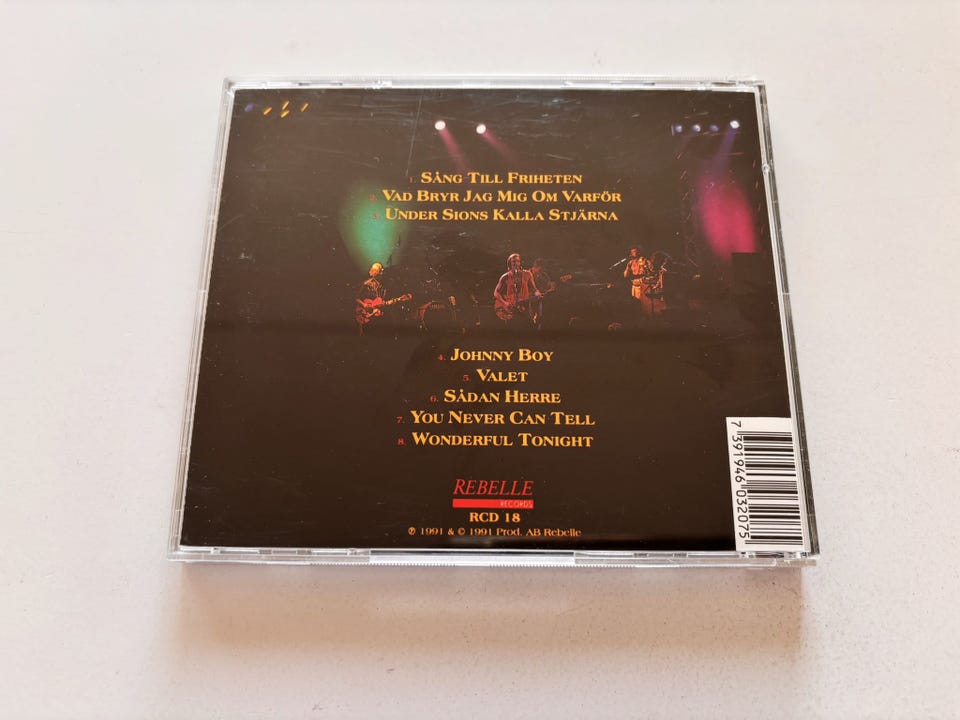 1. SÅNG TILL FRIHETEN
2. VAD BRYR JAG MIG OM VARFÖR
3. UNDER SIONS KALLA STJÄRNA
4. JOHNNY BOY
5. VALET
6. SÅDAN HERRE
7. YOU NEVER CAN TELL
8. WONDERFUL TONIGHT
REBELLE
RECORDS
RCD 18
℗ 1991 & © 1991 Prod. AB Rebelle
7 391946 032075